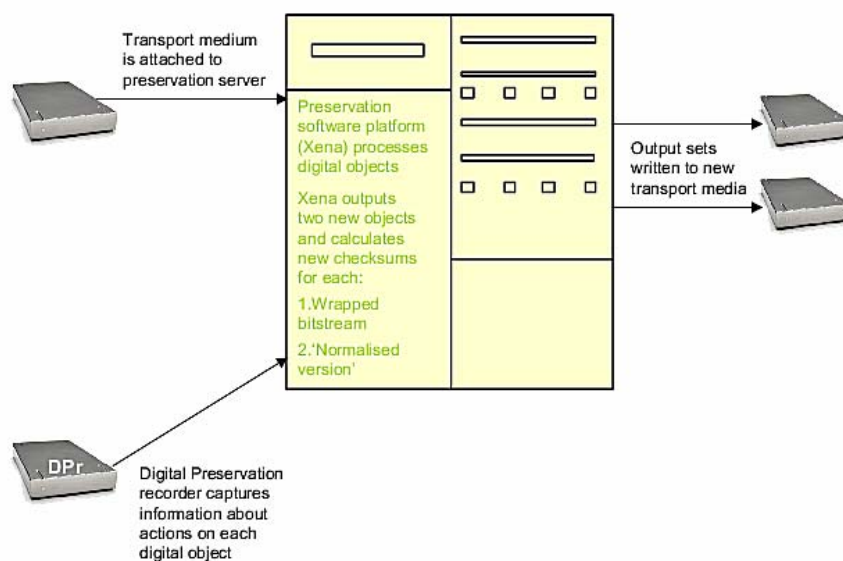 Transport medium
is attached to
preservation server
Preservation
software platform
(Xena) processes
digital objects
Xena outputs
two new objects
and calculates
new checksums
for each:
1.Wrapped
bitstream
2.‘Normalised
version’
Output sets
written to new
transport media
DPr
Digital Preservation
recorder captures
information about
actions on each
digital object